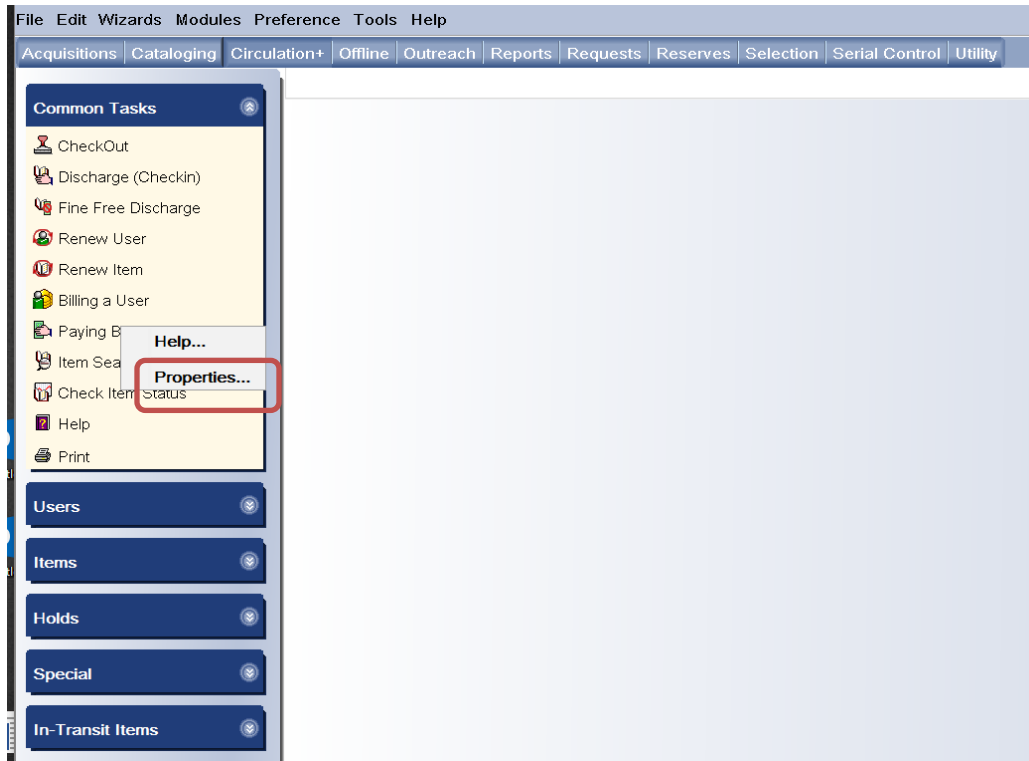 File Edit Wizards Modules Preference Tools Help
Acquisitions Cataloging Circulation+ Offline Outreach Reports Requests Reserves Selection Serial Control Utility
Common Tasks
CheckOut
Discharge (Checkin)
Fine Free Discharge
Renew User
Renew Item
Billing a User
Paying B
Help...
Item Sea
Properties...
Check Item Status
Help
Print
Users
Items
Holds
Special
In-Transit Items